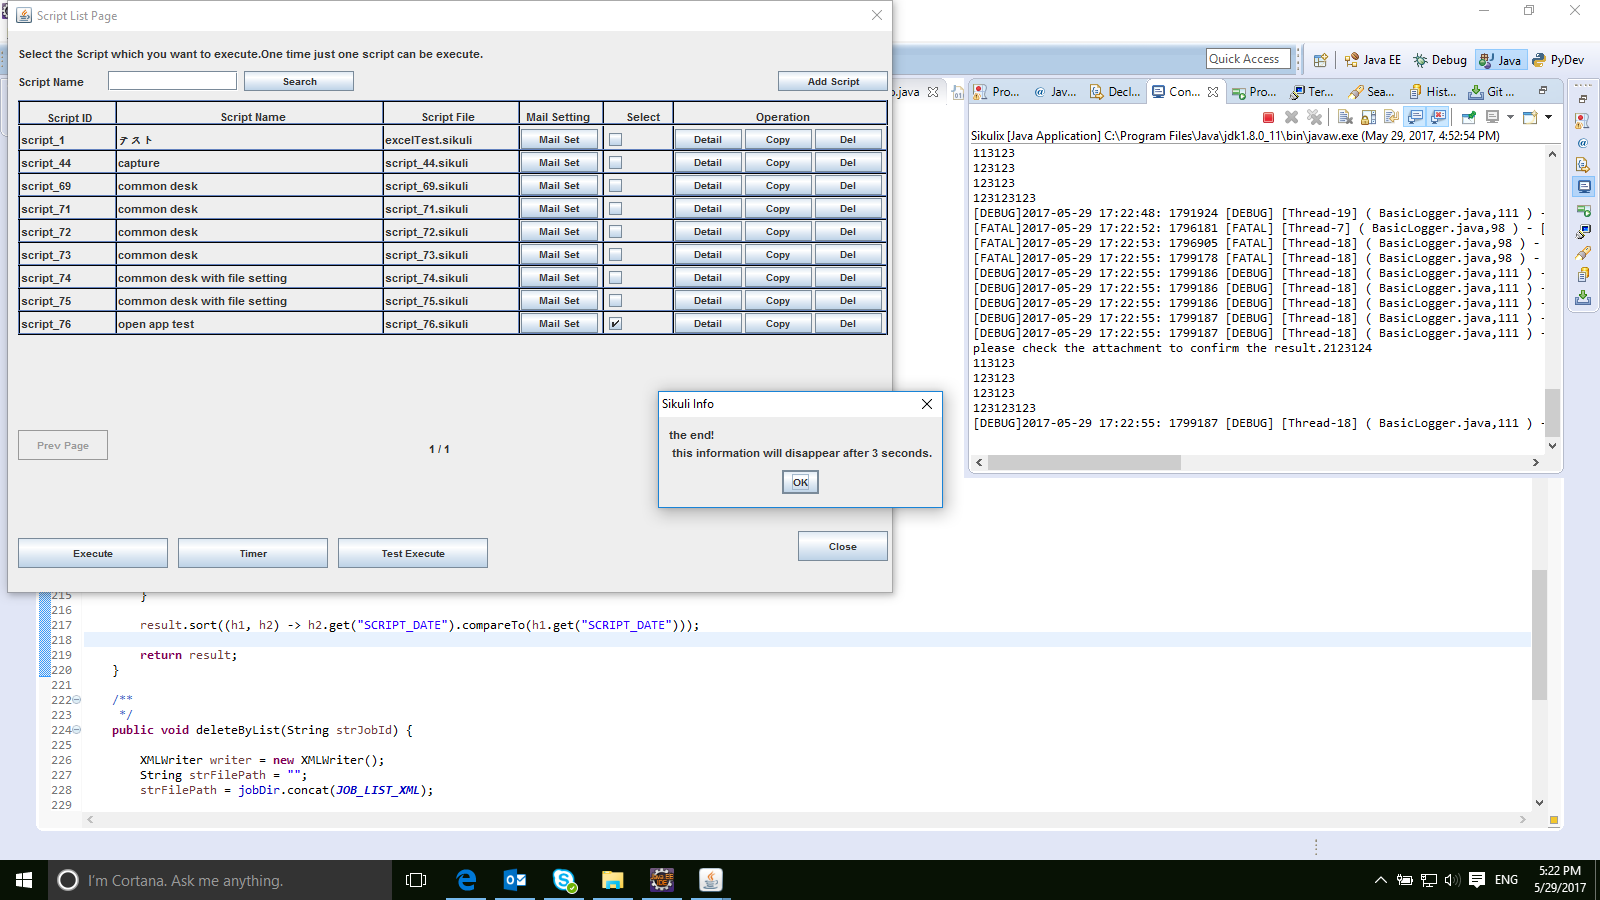 Script List Page
Select the Script which you want to execute.One time just one script can be execute.
Script Name
Search
Add Script
Script ID Script Name Script File Mail Setting Select Operation
script_1 テスト excelTest.sikuli Mail Set Detail Copy Del
script_44 capture script_44.sikuli Mail Set Detail Copy Del
script_69 common desk script_69.sikuli Mail Set Detail Copy Del
script_71 common desk script_71.sikuli Mail Set Detail Copy Del
script_72 common desk script_72.sikuli Mail Set Detail Copy Del
script_73 common desk script_73.sikuli Mail Set Detail Copy Del
script_74 common desk with file setting script_74.sikuli Mail Set Detail Copy Del
script_75 common desk with file setting script_75.sikuli Mail Set Detail Copy Del
script_76 open app test script_76.sikuli Mail Set Detail Copy Del
Prev Page
1 / 1
Execute
Timer
Test Execute
Close
Sikuli Info
the end!
this information will disappear after 3 seconds.
OK
Quick Access
Java EE
Debug
Java
PyDev
.java
Pro... Jav... Decl... Con... Pro... Ter... Sea... Hist... Git ...
Sikulix [Java Application] C:\Program Files\Java\jdk1.8.0_11\bin\javaw.exe (May 29, 2017, 4:52:54 PM)
113123
123123
123123
123123123
[DEBUG]2017-05-29 17:22:48: 1791924 [DEBUG] [Thread-19] ( BasicLogger.java,111 ) -
[FATAL]2017-05-29 17:22:52: 1796181 [FATAL] [Thread-7] ( BasicLogger.java,98 ) - [
[FATAL]2017-05-29 17:22:53: 1796905 [FATAL] [Thread-18] ( BasicLogger.java,98 ) -
[FATAL]2017-05-29 17:22:55: 1799178 [FATAL] [Thread-18] ( BasicLogger.java,98 ) -
[DEBUG]2017-05-29 17:22:55: 1799186 [DEBUG] [Thread-18] ( BasicLogger.java,111 ) -
[DEBUG]2017-05-29 17:22:55: 1799186 [DEBUG] [Thread-18] ( BasicLogger.java,111 ) -
[DEBUG]2017-05-29 17:22:55: 1799186 [DEBUG] [Thread-18] ( BasicLogger.java,111 ) -
[DEBUG]2017-05-29 17:22:55: 1799187 [DEBUG] [Thread-18] ( BasicLogger.java,111 ) -
[DEBUG]2017-05-29 17:22:55: 1799187 [DEBUG] [Thread-18] ( BasicLogger.java,111 ) -
please check the attachment to confirm the result.2123124
113123
123123
123123
123123123
[DEBUG]2017-05-29 17:22:55: 1799187 [DEBUG] [Thread-18] ( BasicLogger.java,111 ) -
215 }
216
217 result.sort((h1, h2) -> h2.get("SCRIPT_DATE").compareTo(h1.get("SCRIPT_DATE")));
218
219 return result;
220 }
221
222 /**
223 */
224 public void deleteByList(String strJobId) {
225
226 XMLWriter writer = new XMLWriter();
227 String strFilePath = "";
228 strFilePath = jobDir.concat(JOB_LIST_XML);
229
I'm Cortana. Ask me anything.
ENG
5:22 PM
5/29/2017